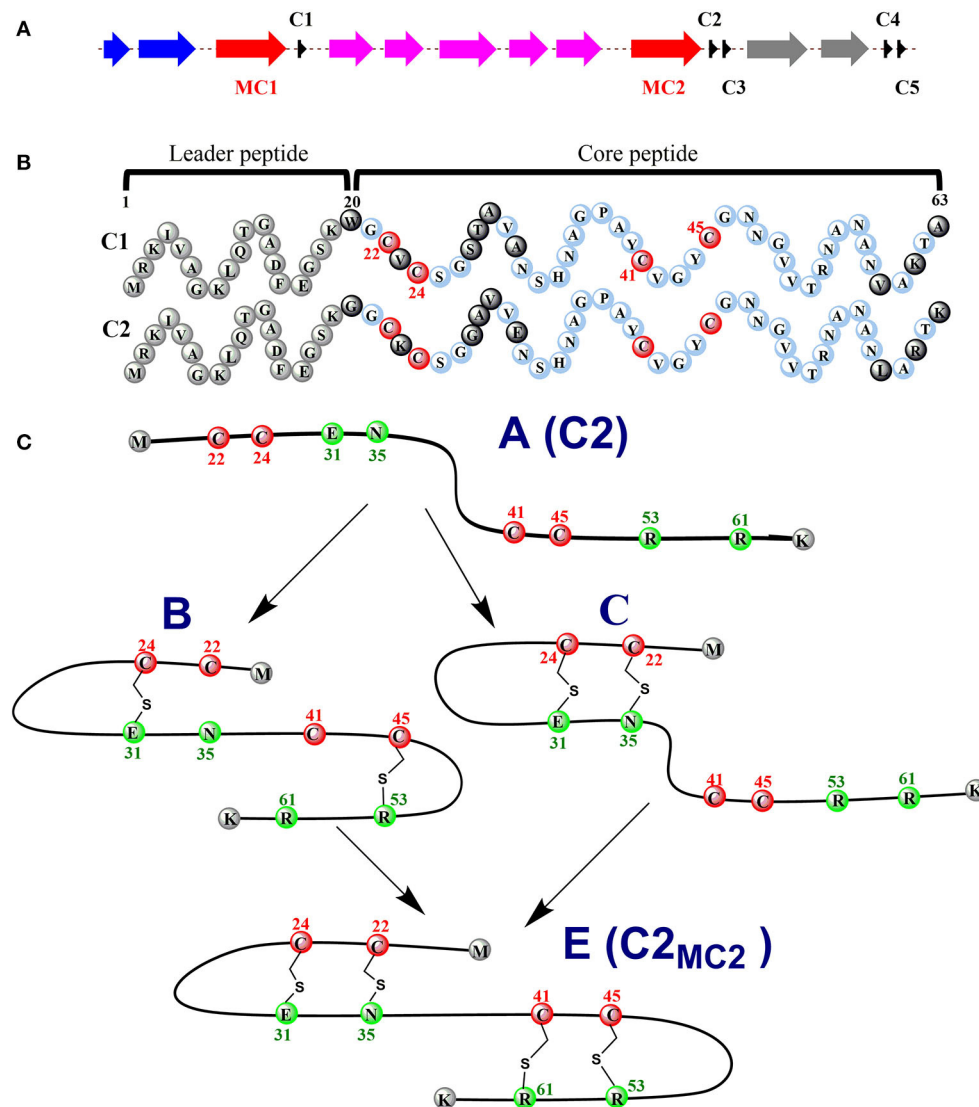 A
C1
C2
C4
MC1
MC2
C3
C5
B
Leader peptide
Core peptide
1
20
63
C1
MRKIVAGKLQTGADFEGSKWGCVCSGSTAVANSHNAGPAYCVGYCGNNGVVTRNANANVAKTA
22
24
41
45
C2
MRKIVAGKLQTGADFEGSKGGCKCSGGAVVENSHNAGPAYCVGYCGNNGVVTRNANANLARTK
C
A (C2)
M C C E N
22 24 31 35
41 45 53 61
C C R R K
B
24 22
C C M
S
E N C C
31 35 41 45
S
61 53
K R R
C
C C M
24 22
S S
E N
31 35
41 45 53 61
C C R R K
E (C2MC2 )
24 22
C C M
S S
E N C C
31 35 41 45
S S
K R R
61 53